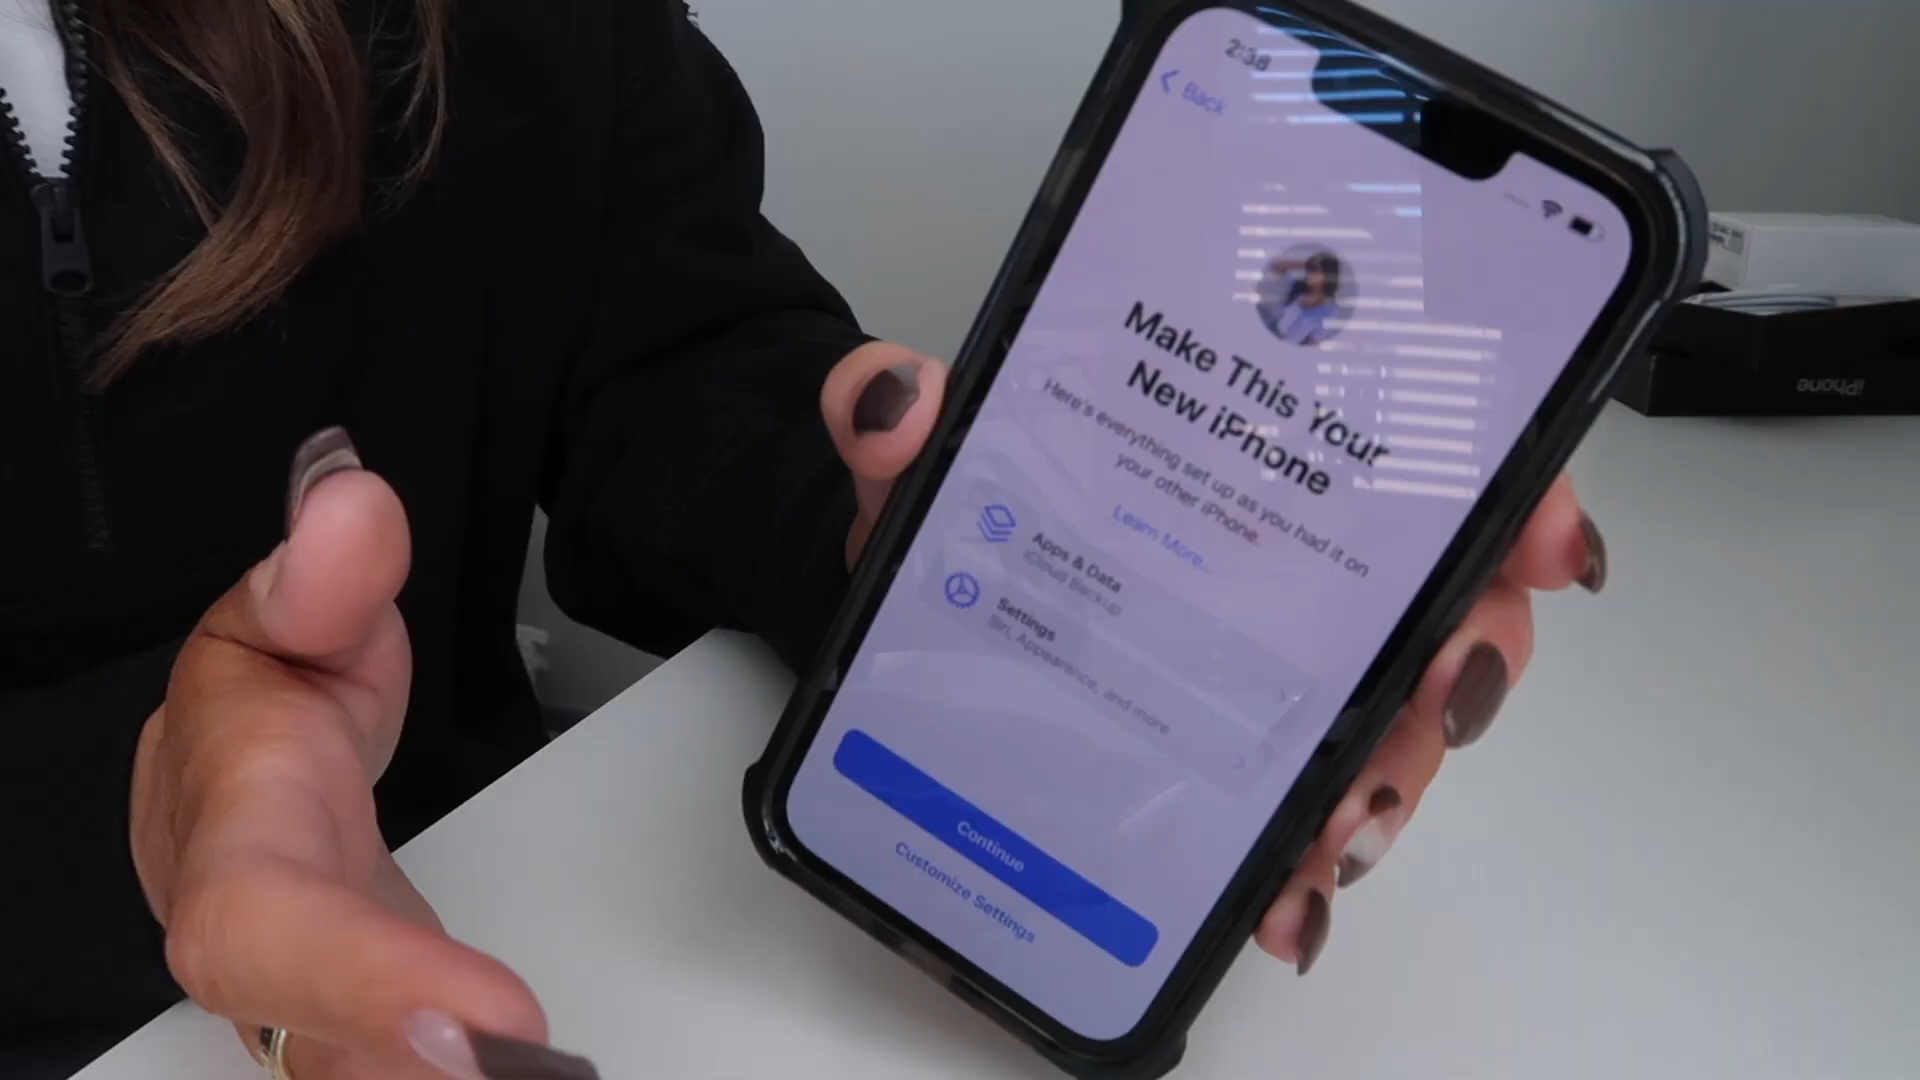 2:38
Back
Make This Your
New iPhone
Here's everything set up as you had it on
your other iPhone.
Learn More...
Apps & Data
iCloud Backup
Settings
Siri, Appearance, and more
Continue
Customize Settings
iPhone